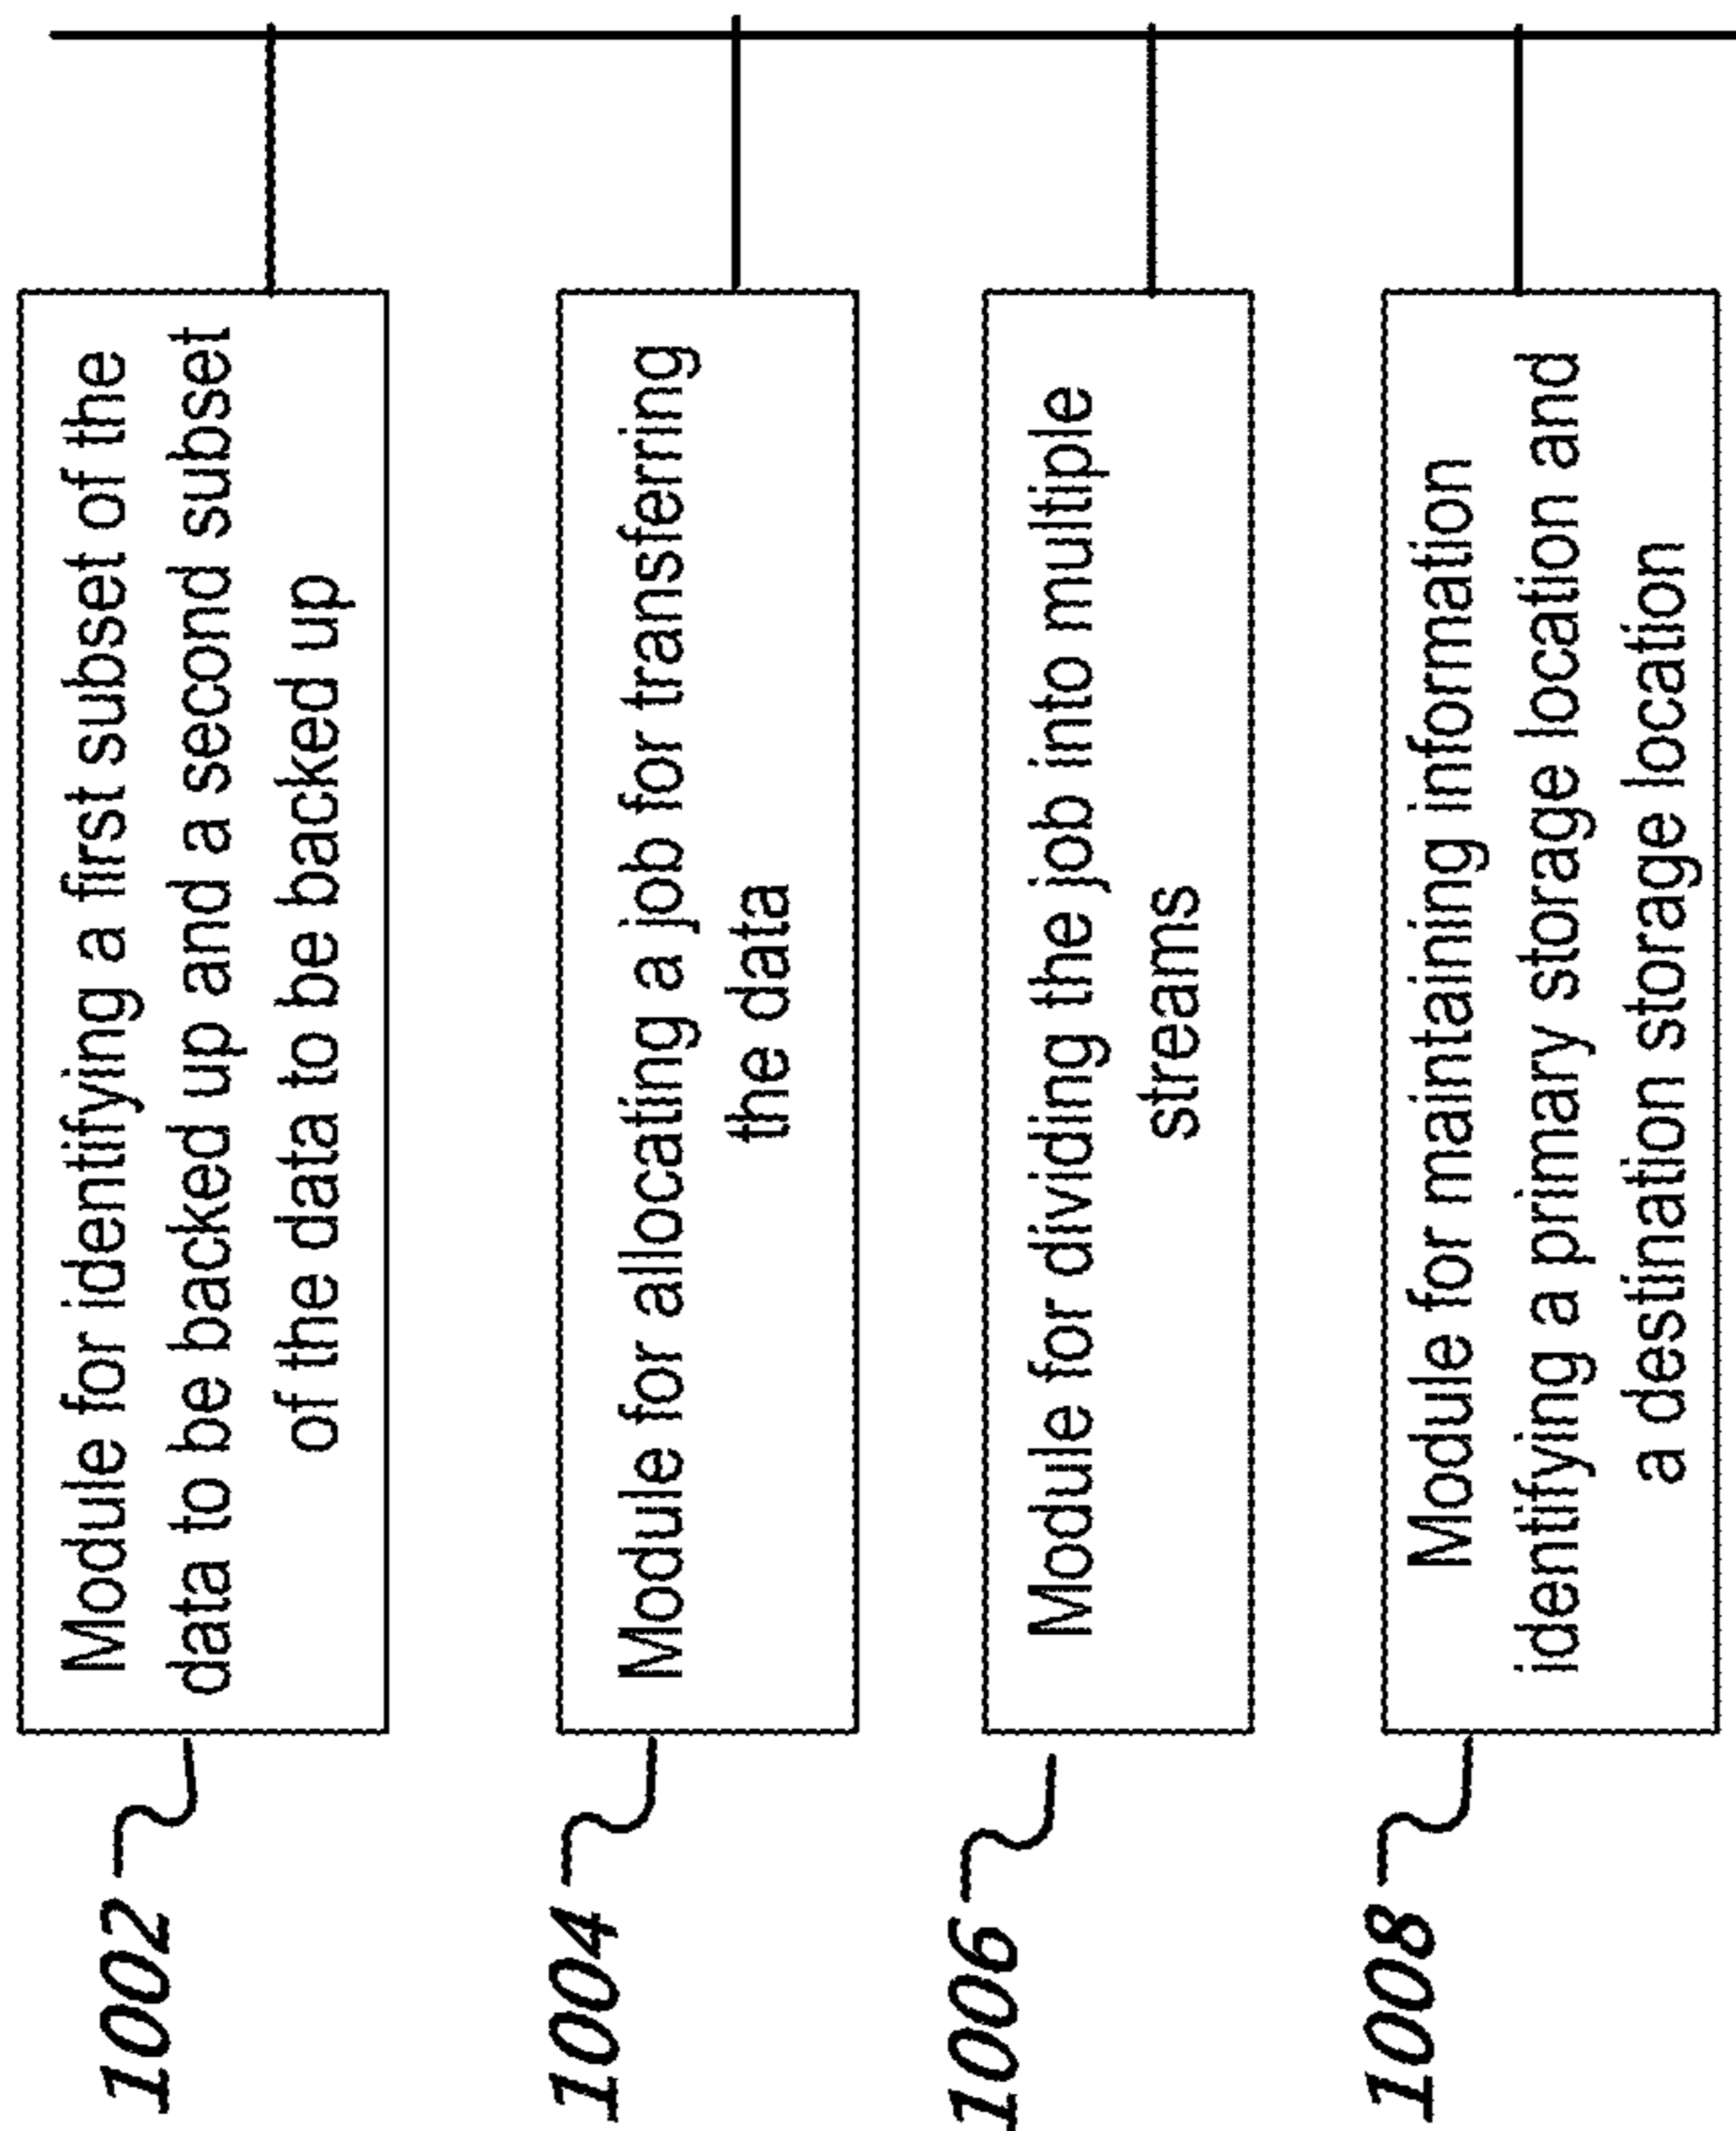 1002
Module for identifying a first subset of the
data to be backed up and a second subset
of the data to be backed up
1004
Module for allocating a job for transferring
the data
1006
Module for dividing the job into multiple
streams
1008
Module for maintaining information
identifying a primary storage location and
a destination storage location